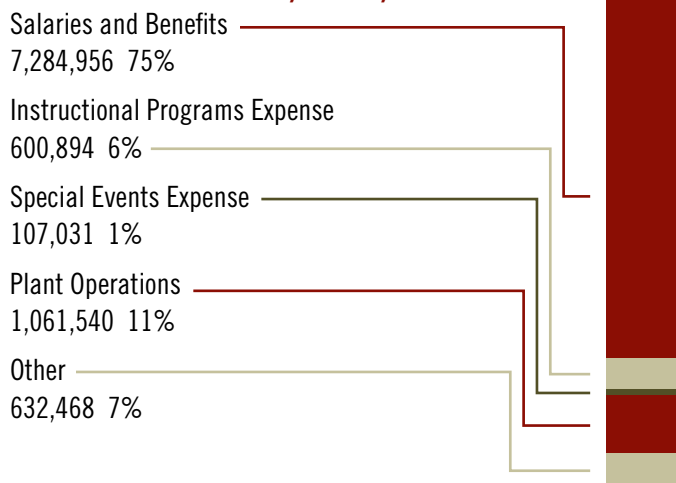 Salaries and Benefits
7,284,956 75%
Instructional Programs Expense
600,894 6%
Special Events Expense
107,031 1%
Plant Operations
1,061,540 11%
Other
632,468 7%